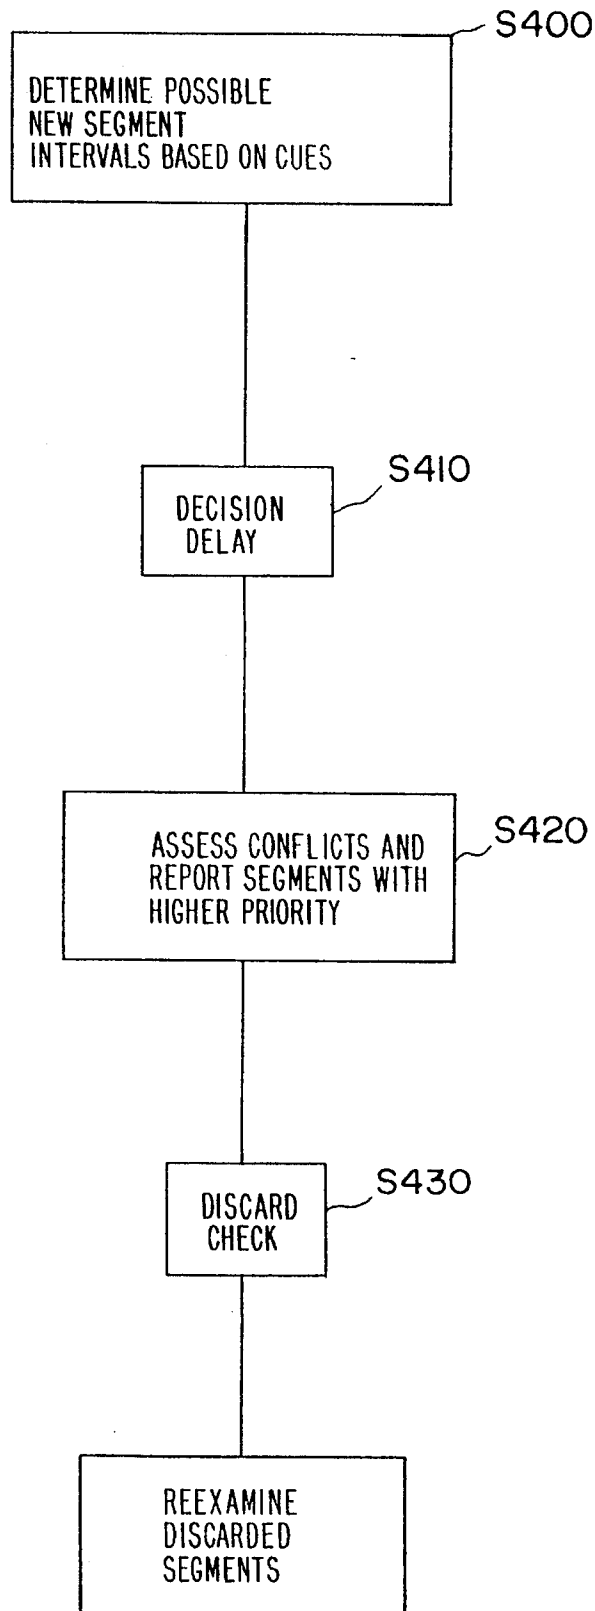 S400
DETERMINE POSSIBLE
NEW SEGMENT
INTERVALS BASED ON CUES
S410
DECISION
DELAY
S420
ASSESS CONFLICTS AND
REPORT SEGMENTS WITH
HIGHER PRIORITY
S430
DISCARD
CHECK
REEXAMINE
DISCARDED
SEGMENTS